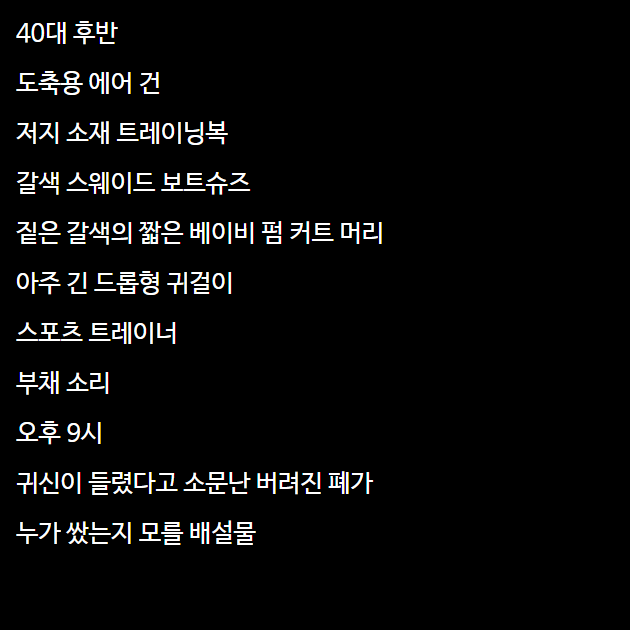 40대 후반
도축용 에어 건
저지 소재 트레이닝복
갈색 스웨이드 보트슈즈
짙은 갈색의 짧은 베이비 펌 커트 머리
아주 긴 드롭형 귀걸이
스포츠 트레이너
부채 소리
오후 9시
귀신이 들렸다고 소문난 버려진 폐가
누가 쌌는지 모를 배설물